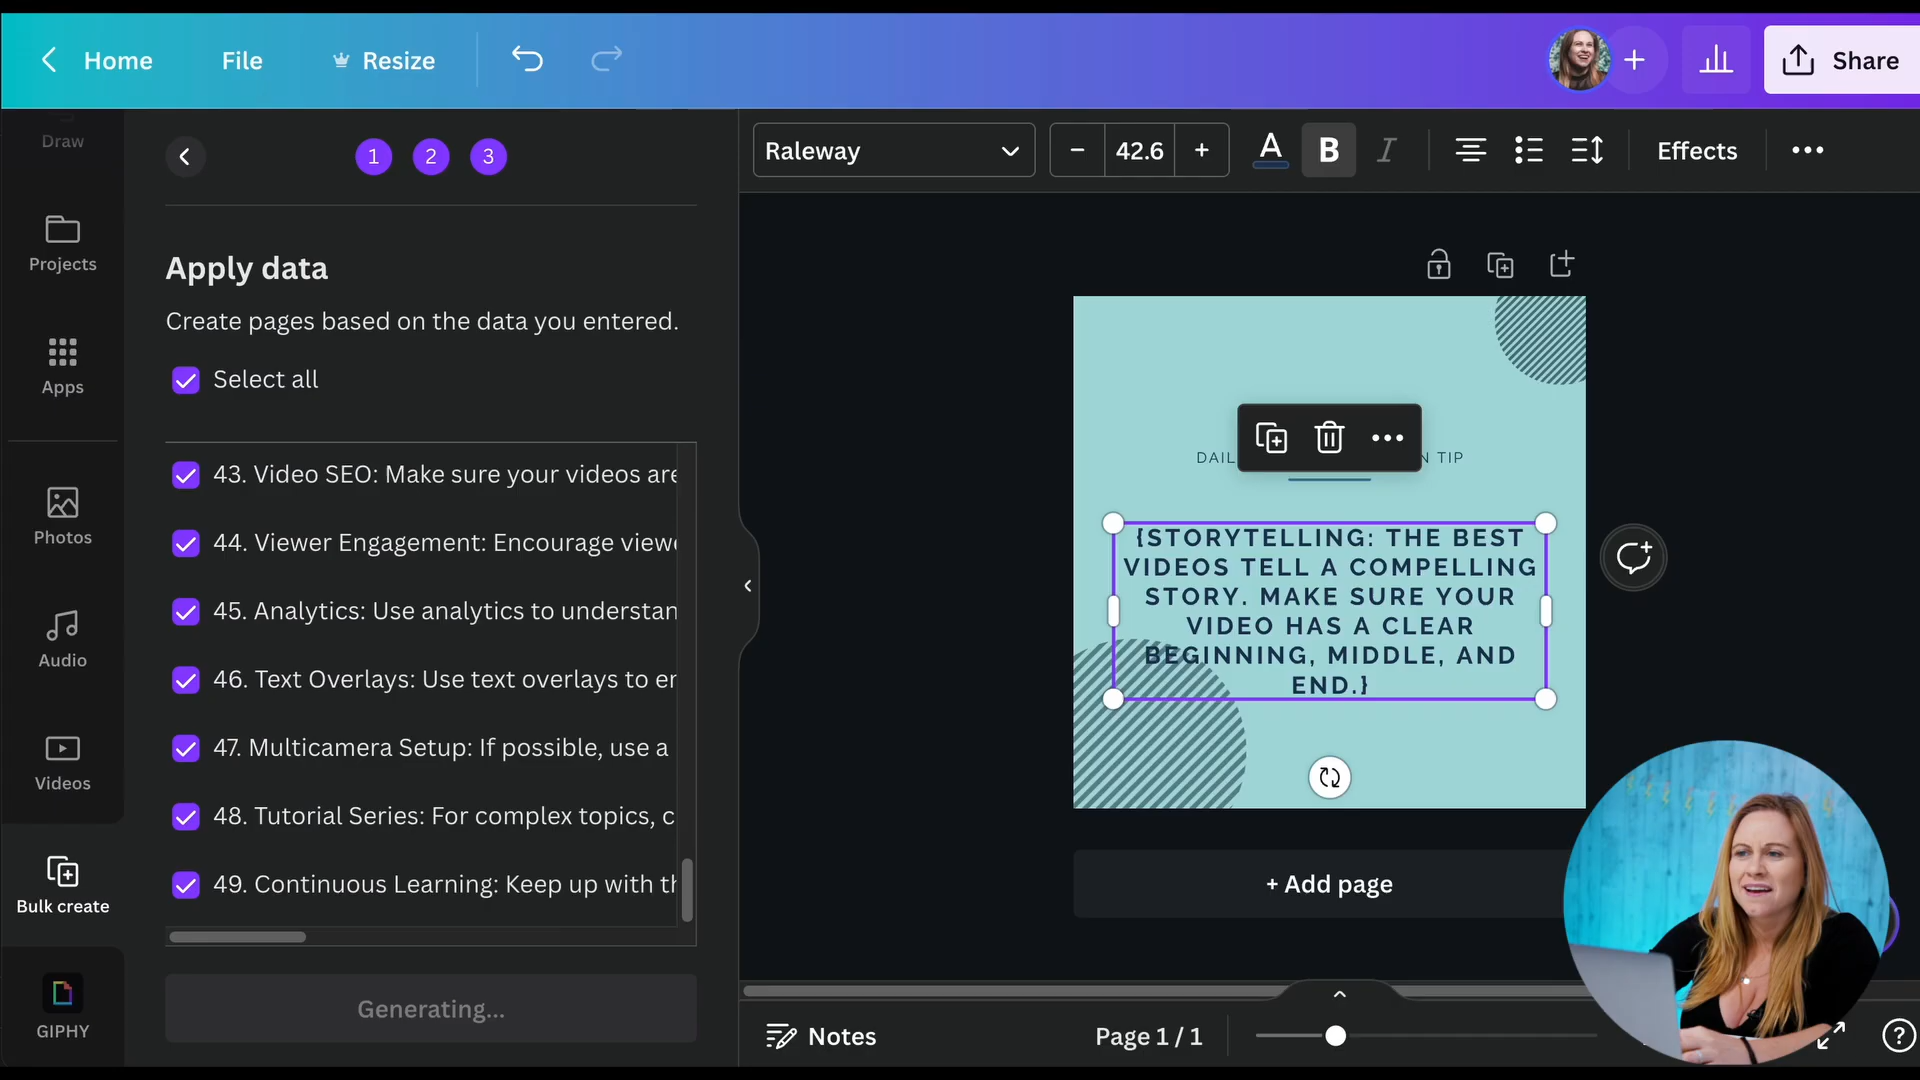 Home
File
Resize
Share
Draw
Projects
Apps
Photos
Audio
Videos
Bulk create
GIPHY
1
2
3
Apply data
Create pages based on the data you entered.
Select all
43. Video SEO: Make sure your videos are
44. Viewer Engagement: Encourage
45. Analytics: Use analytics to
46. Text Overlays: Use text overlays to
47. Multicamera Setup: If possible, use a
48. Tutorial Series: For complex topics,
49. Continuous Learning: Keep up with
Generating...
Raleway
− 42.6 +
A
B
I
Effects
TIP
{STORYTELLING: THE BEST
VIDEOS TELL A COMPELLING
STORY. MAKE SURE YOUR
VIDEO HAS A CLEAR
BEGINNING, MIDDLE, AND
END.}
+ Add page
Notes
Page 1 / 1
?